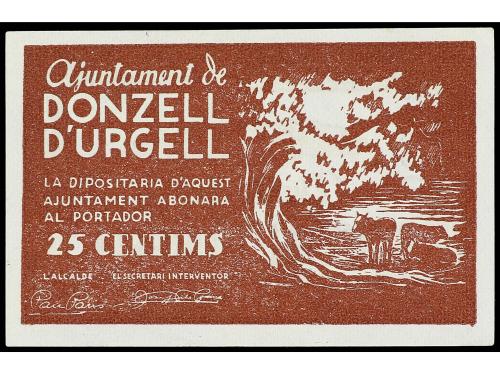 Ajuntament de
DONZELL
D'URGELL
LA DIPOSITARIA D'AQUEST
AJUNTAMENT ABONARA
AL PORTADOR
25 CENTIMS
L'ALCALDE EL SECRETARI INTERVENTOR